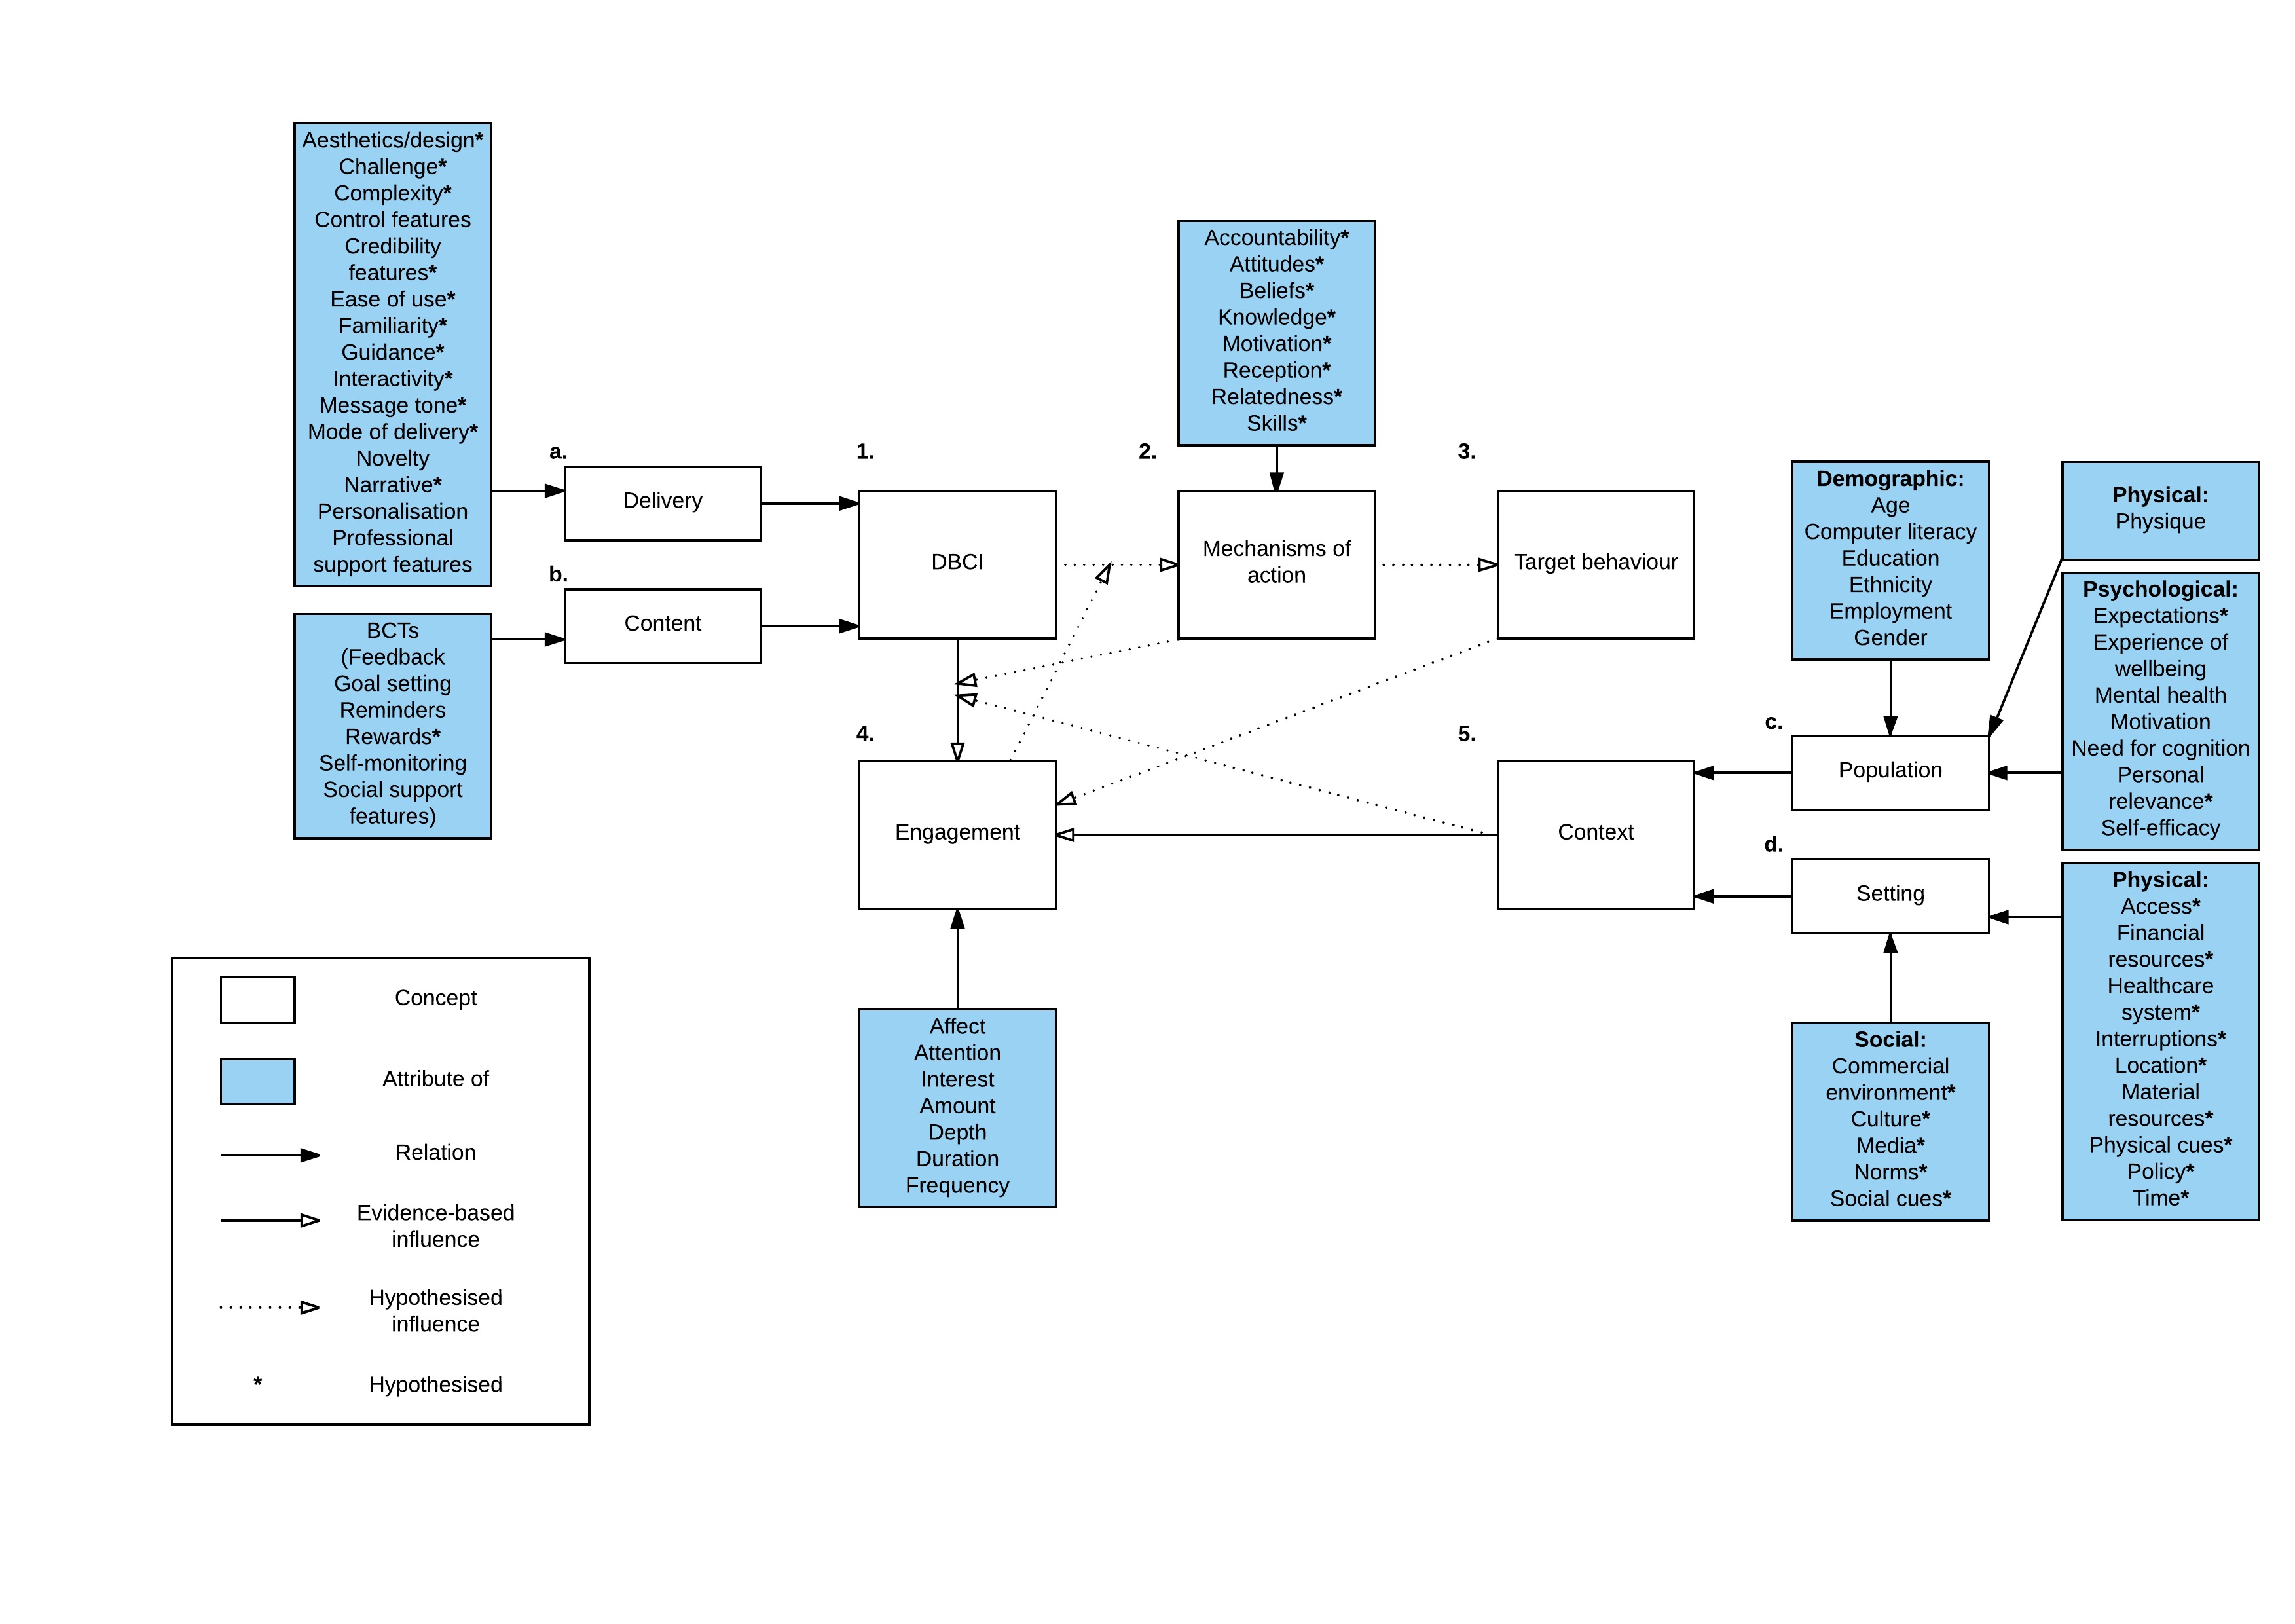 Aesthetics/design*
Challenge*
Complexity*
Control features
Credibility
features*
Ease of use*
Familiarity*
Guidance*
Interactivity*
Message tone*
Mode of delivery*
Novelty
Narrative*
Personalisation
Professional
support features
BCTs
(Feedback
Goal setting
Reminders
Rewards*
Self-monitoring
Social support
features)
a.
Delivery
b.
Content
1.
DBCI
Accountability*
Attitudes*
Beliefs*
Knowledge*
Motivation*
Reception*
Relatedness*
Skills*
2.
Mechanisms of
action
3.
Target behaviour
4.
Engagement
Affect
Attention
Interest
Amount
Depth
Duration
Frequency
5.
Context
Demographic:
Age
Computer literacy
Education
Ethnicity
Employment
Gender
c.
Population
d.
Setting
Social:
Commercial
environment*
Culture*
Media*
Norms*
Social cues*
Physical:
Physique
Psychological:
Expectations*
Experience of
wellbeing
Mental health
Motivation
Need for cognition
Personal
relevance*
Self-efficacy
Physical:
Access*
Financial
resources*
Healthcare
system*
Interruptions*
Location*
Material
resources*
Physical cues*
Policy*
Time*
Concept
Attribute of
Relation
Evidence-based
influence
Hypothesised
influence
* Hypothesised